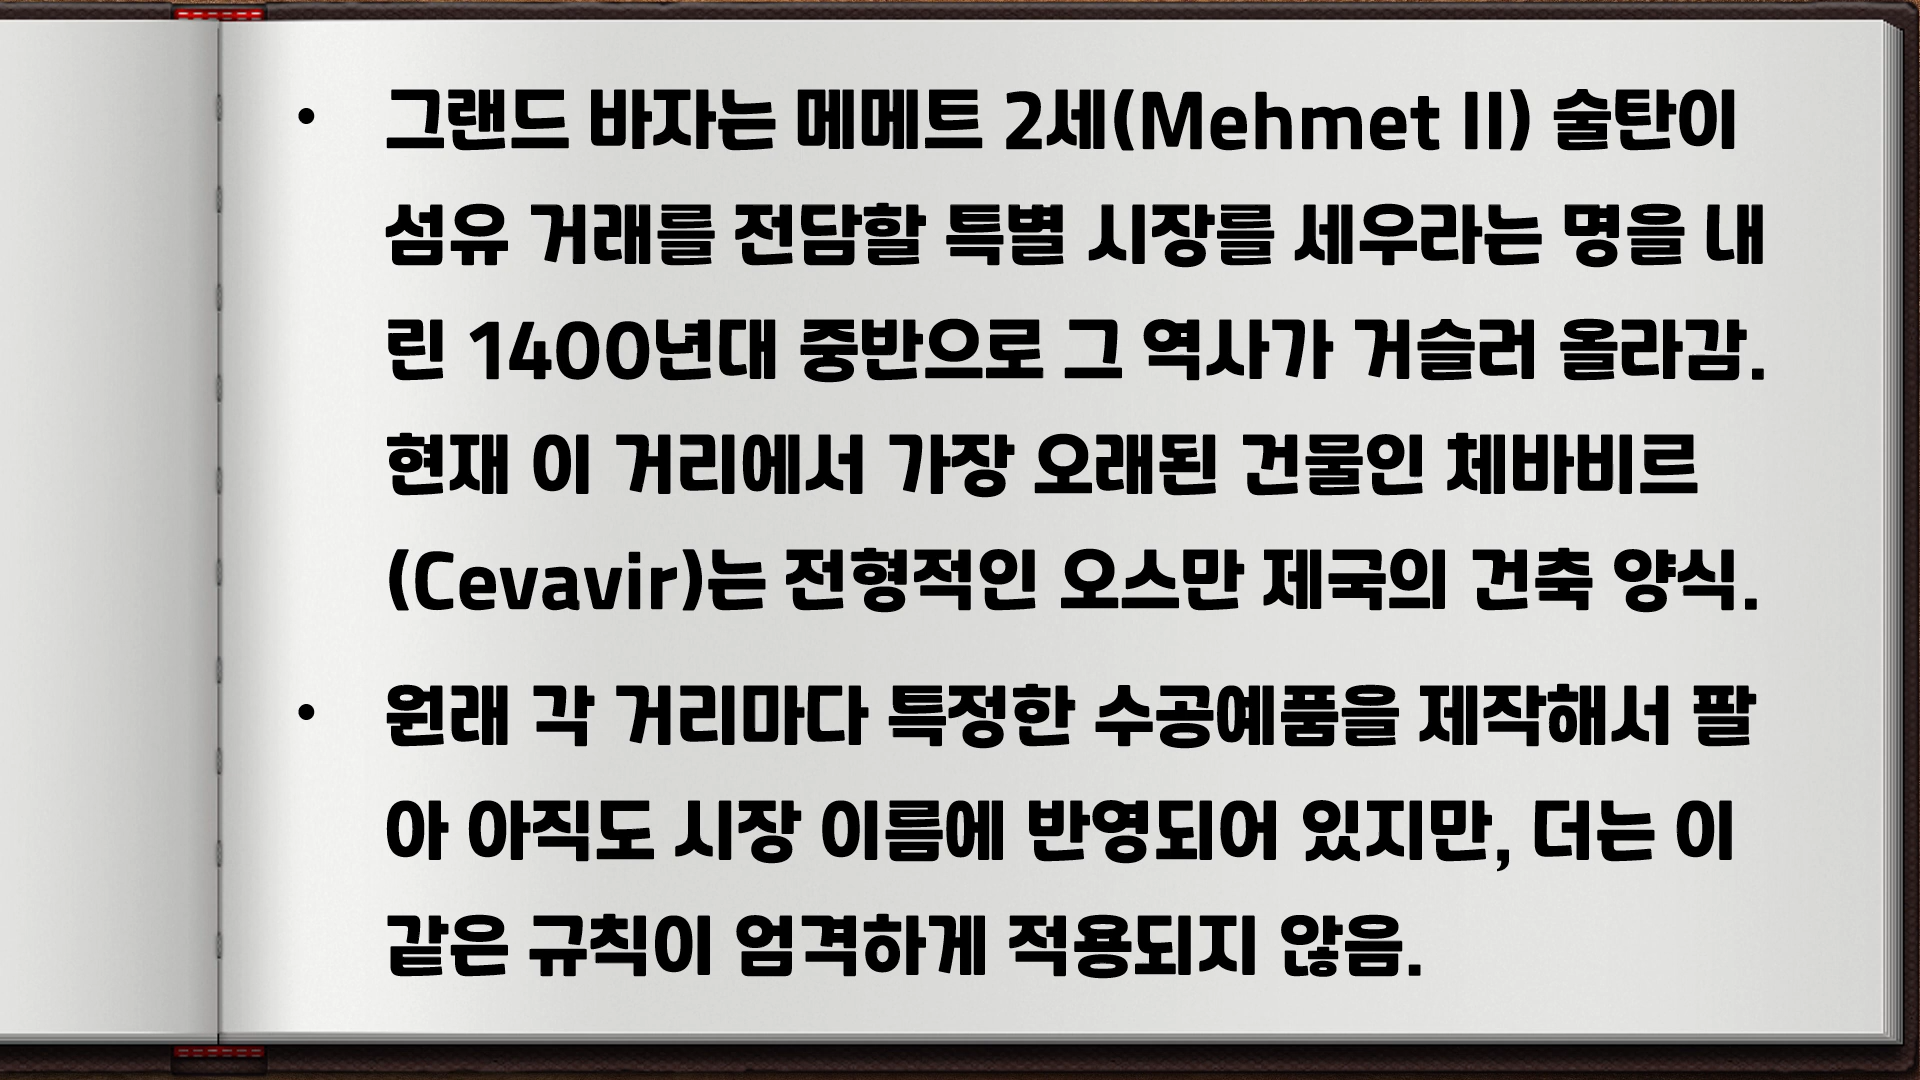 • 그랜드 바자는 메메트 2세(Mehmet II) 술탄이
섬유 거래를 전담할 특별 시장를 세우라는 명을 내
린 1400년대 중반으로 그 역사가 거슬러 올라감.
현재 이 거리에서 가장 오래된 건물인 체바비르
(Cevavir)는 전형적인 오스만 제국의 건축 양식.
• 원래 각 거리마다 특정한 수공예품을 제작해서 팔
아 아직도 시장 이름에 반영되어 있지만, 더는 이
같은 규칙이 엄격하게 적용되지 않음.